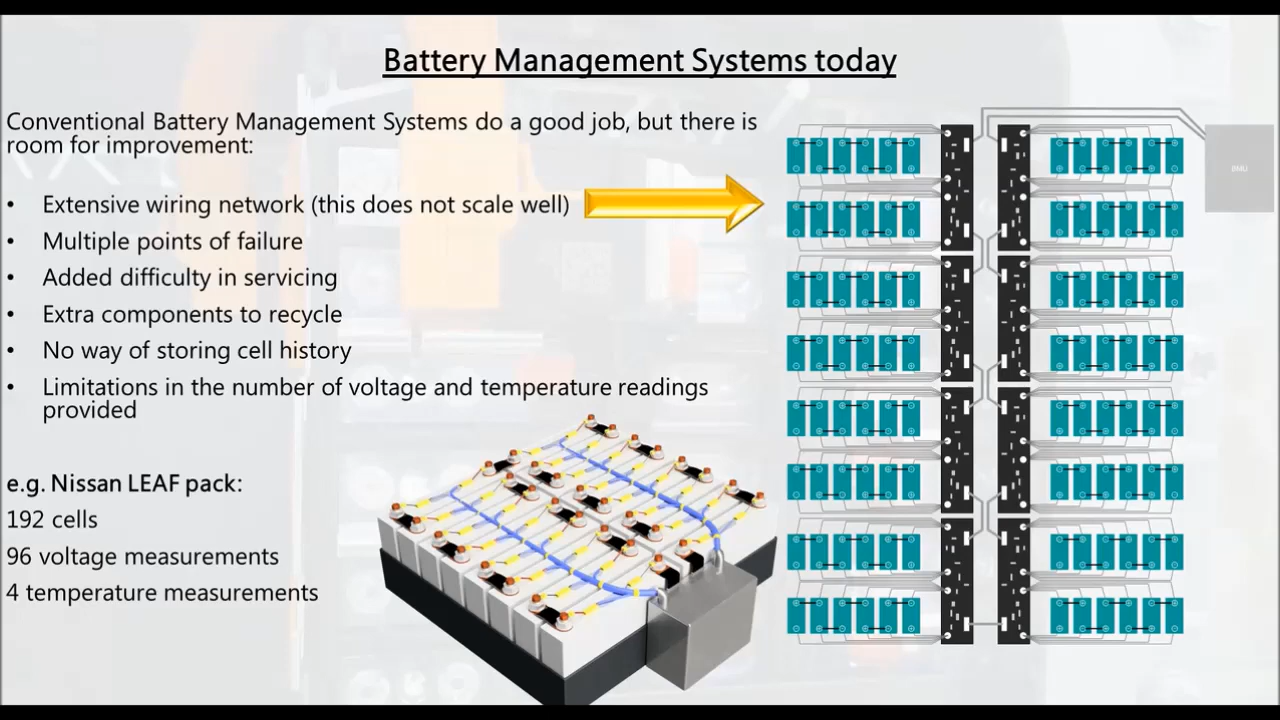 Battery Management Systems today
Conventional Battery Management Systems do a good job, but there is
room for improvement:
• Extensive wiring network (this does not scale well)
• Multiple points of failure
• Added difficulty in servicing
• Extra components to recycle
• No way of storing cell history
• Limitations in the number of voltage and temperature readings
provided
e.g. Nissan LEAF pack:
192 cells
96 voltage measurements
4 temperature measurements